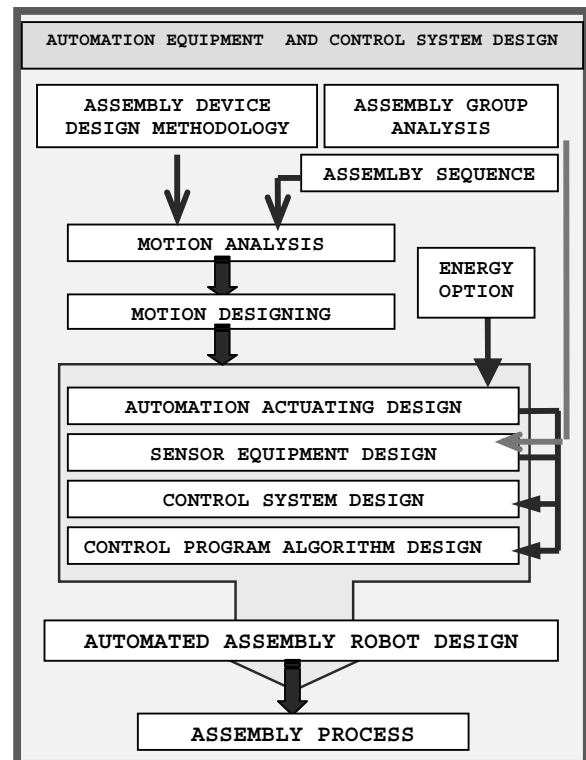 AUTOMATION EQUIPMENT AND CONTROL SYSTEM DESIGN
ASSEMBLY DEVICE
DESIGN METHODOLOGY
ASSEMBLY GROUP
ANALYSIS
ASSEMLBY SEQUENCE
MOTION ANALYSIS
ENERGY
OPTION
MOTION DESIGNING
AUTOMATION ACTUATING DESIGN
SENSOR EQUIPMENT DESIGN
CONTROL SYSTEM DESIGN
CONTROL PROGRAM ALGORITHM DESIGN
AUTOMATED ASSEMBLY ROBOT DESIGN
ASSEMBLY PROCESS